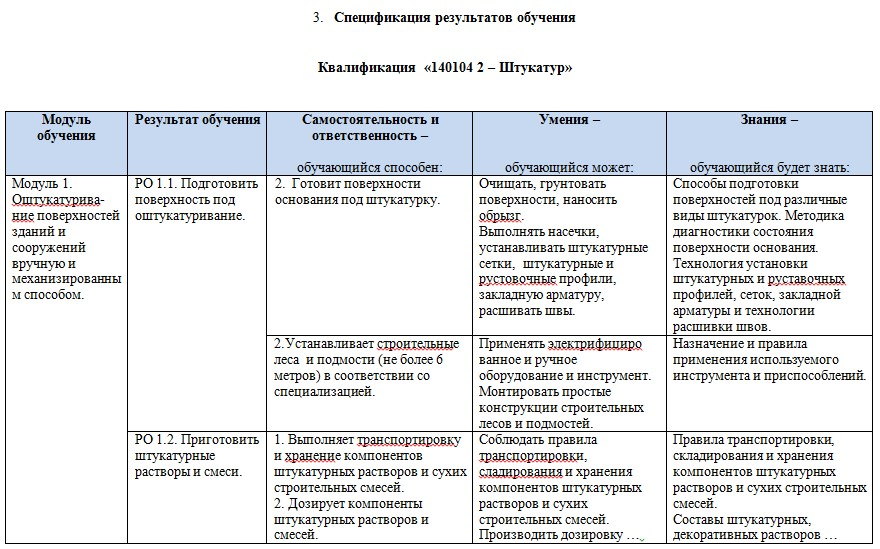 3. Спецификация результатов обучения
Квалификация «140104 2 – Штукатур»
Модуль
обучения
Результат обучения
Самостоятельность и
ответственность –
обучающийся способен:
Умения –
обучающийся может:
Знания –
обучающийся будет знать:
Модуль 1.
Оштукатурива-
ние поверхностей
зданий и
сооружений
вручную и
механизированны
м способом.
РО 1.1. Подготовить
поверхность под
оштукатуривание.
2. Готовит поверхности
основания под штукатурку.
Очищать, грунтовать
поверхности, наносить
обрызг.
Выполнять насечки,
устанавливать штукатурные
сетки, штукатурные и
рустовочные профили,
закладную арматуру,
расшивать швы.
Способы подготовки
поверхностей под различные
виды штукатурок. Методика
диагностики состояния
поверхности основания.
Технология установки
штукатурных и руставочных
профилей, сеток, закладной
арматуры и технологии
расшивки швов.
2.Устанавливает строительные
леса и подмости (не более 6
метров) в соответствии со
специализацией.
Применять электрифициро
ванное и ручное
оборудование и инструмент.
Монтировать простые
конструкции строительных
лесов и подмостей.
Назначение и правила
применения используемого
инструмента и приспособлений.
РО 1.2. Приготовить
штукатурные
растворы и смеси.
1. Выполняет транспортировку
и хранение компонентов
штукатурных растворов и сухих
строительных смесей.
2. Дозирует компоненты
штукатурных растворов и
смесей.
Соблюдать правила
транспортировки,
сладирования и хранения
компонентов штукатурных
растворов и сухих
строительных смесей.
Производить дозировку …
Правила транспортировки,
складирования и хранения
компонентов штукатурных
растворов и сухих строительных
смесей.
Составы штукатурных,
декоративных растворов …